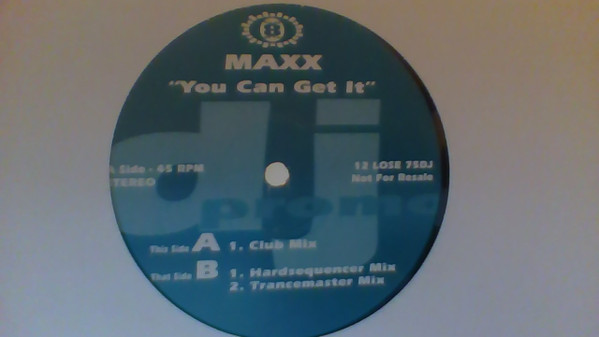 8
MAXX
"You Can Get It"
dj
promo
A Side - 45 RPM
STEREO
12 LOSE 75DJ
Not For Resale
This Side A 1. Club Mix
That Side B 1. Hardsequencer Mix
2. Trancemaster Mix